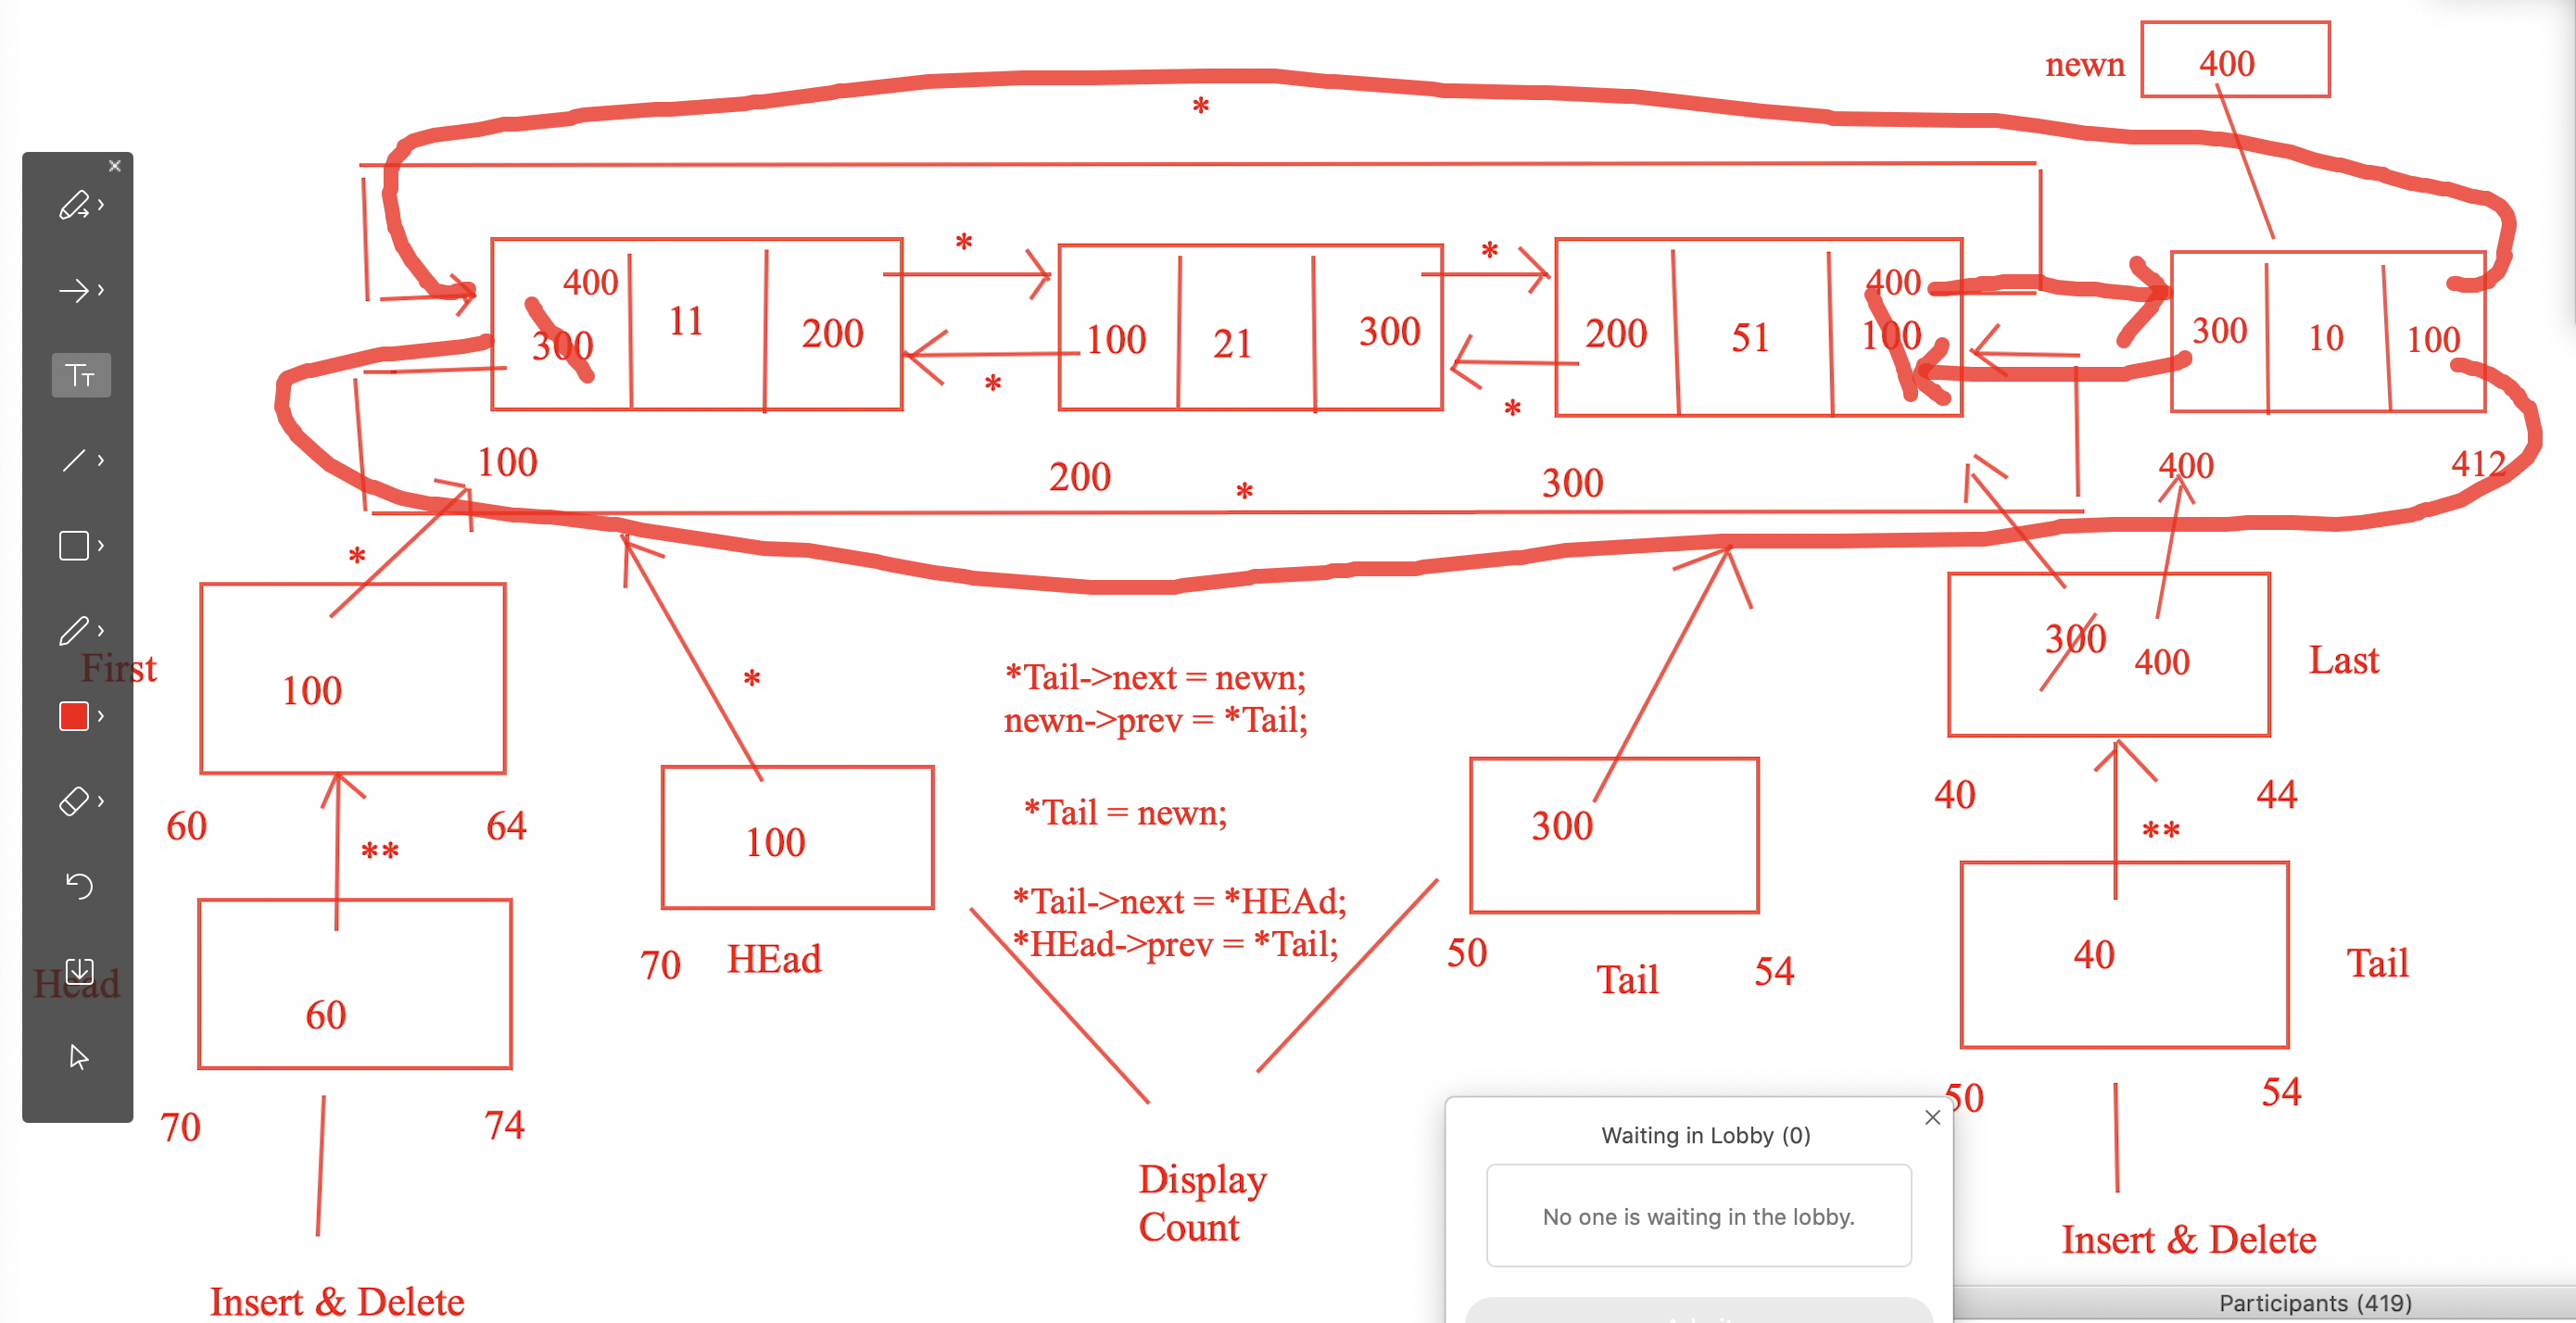 newn
400
*
*
*
400
300
11
200
100
21
300
200
51
400
100
300
10
100
*
*
100
200
*
300
400
412
*
First
100
*
*Tail->next = newn;
newn->prev = *Tail;
300
400
Last
60
64
**
100
*Tail = newn;
300
40
44
**
*Tail->next = *HEAd;
*HEad->prev = *Tail;
70
HEad
50
Tail
54
40
Tail
Head
60
70
74
50
54
Display
Count
Waiting in Lobby (0)
No one is waiting in the lobby.
Insert & Delete
Insert & Delete
Participants (419)